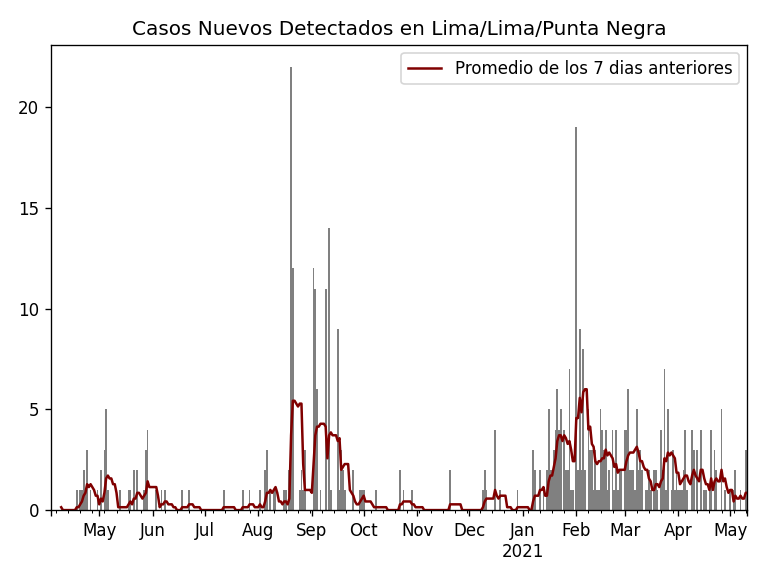 Casos Nuevos Detectados en Lima/Lima/Punta Negra
Promedio de los 7 dias anteriores
20
15
10
5
0
May Jun Jul Aug Sep Oct Nov Dec Jan Feb Mar Apr May
2021